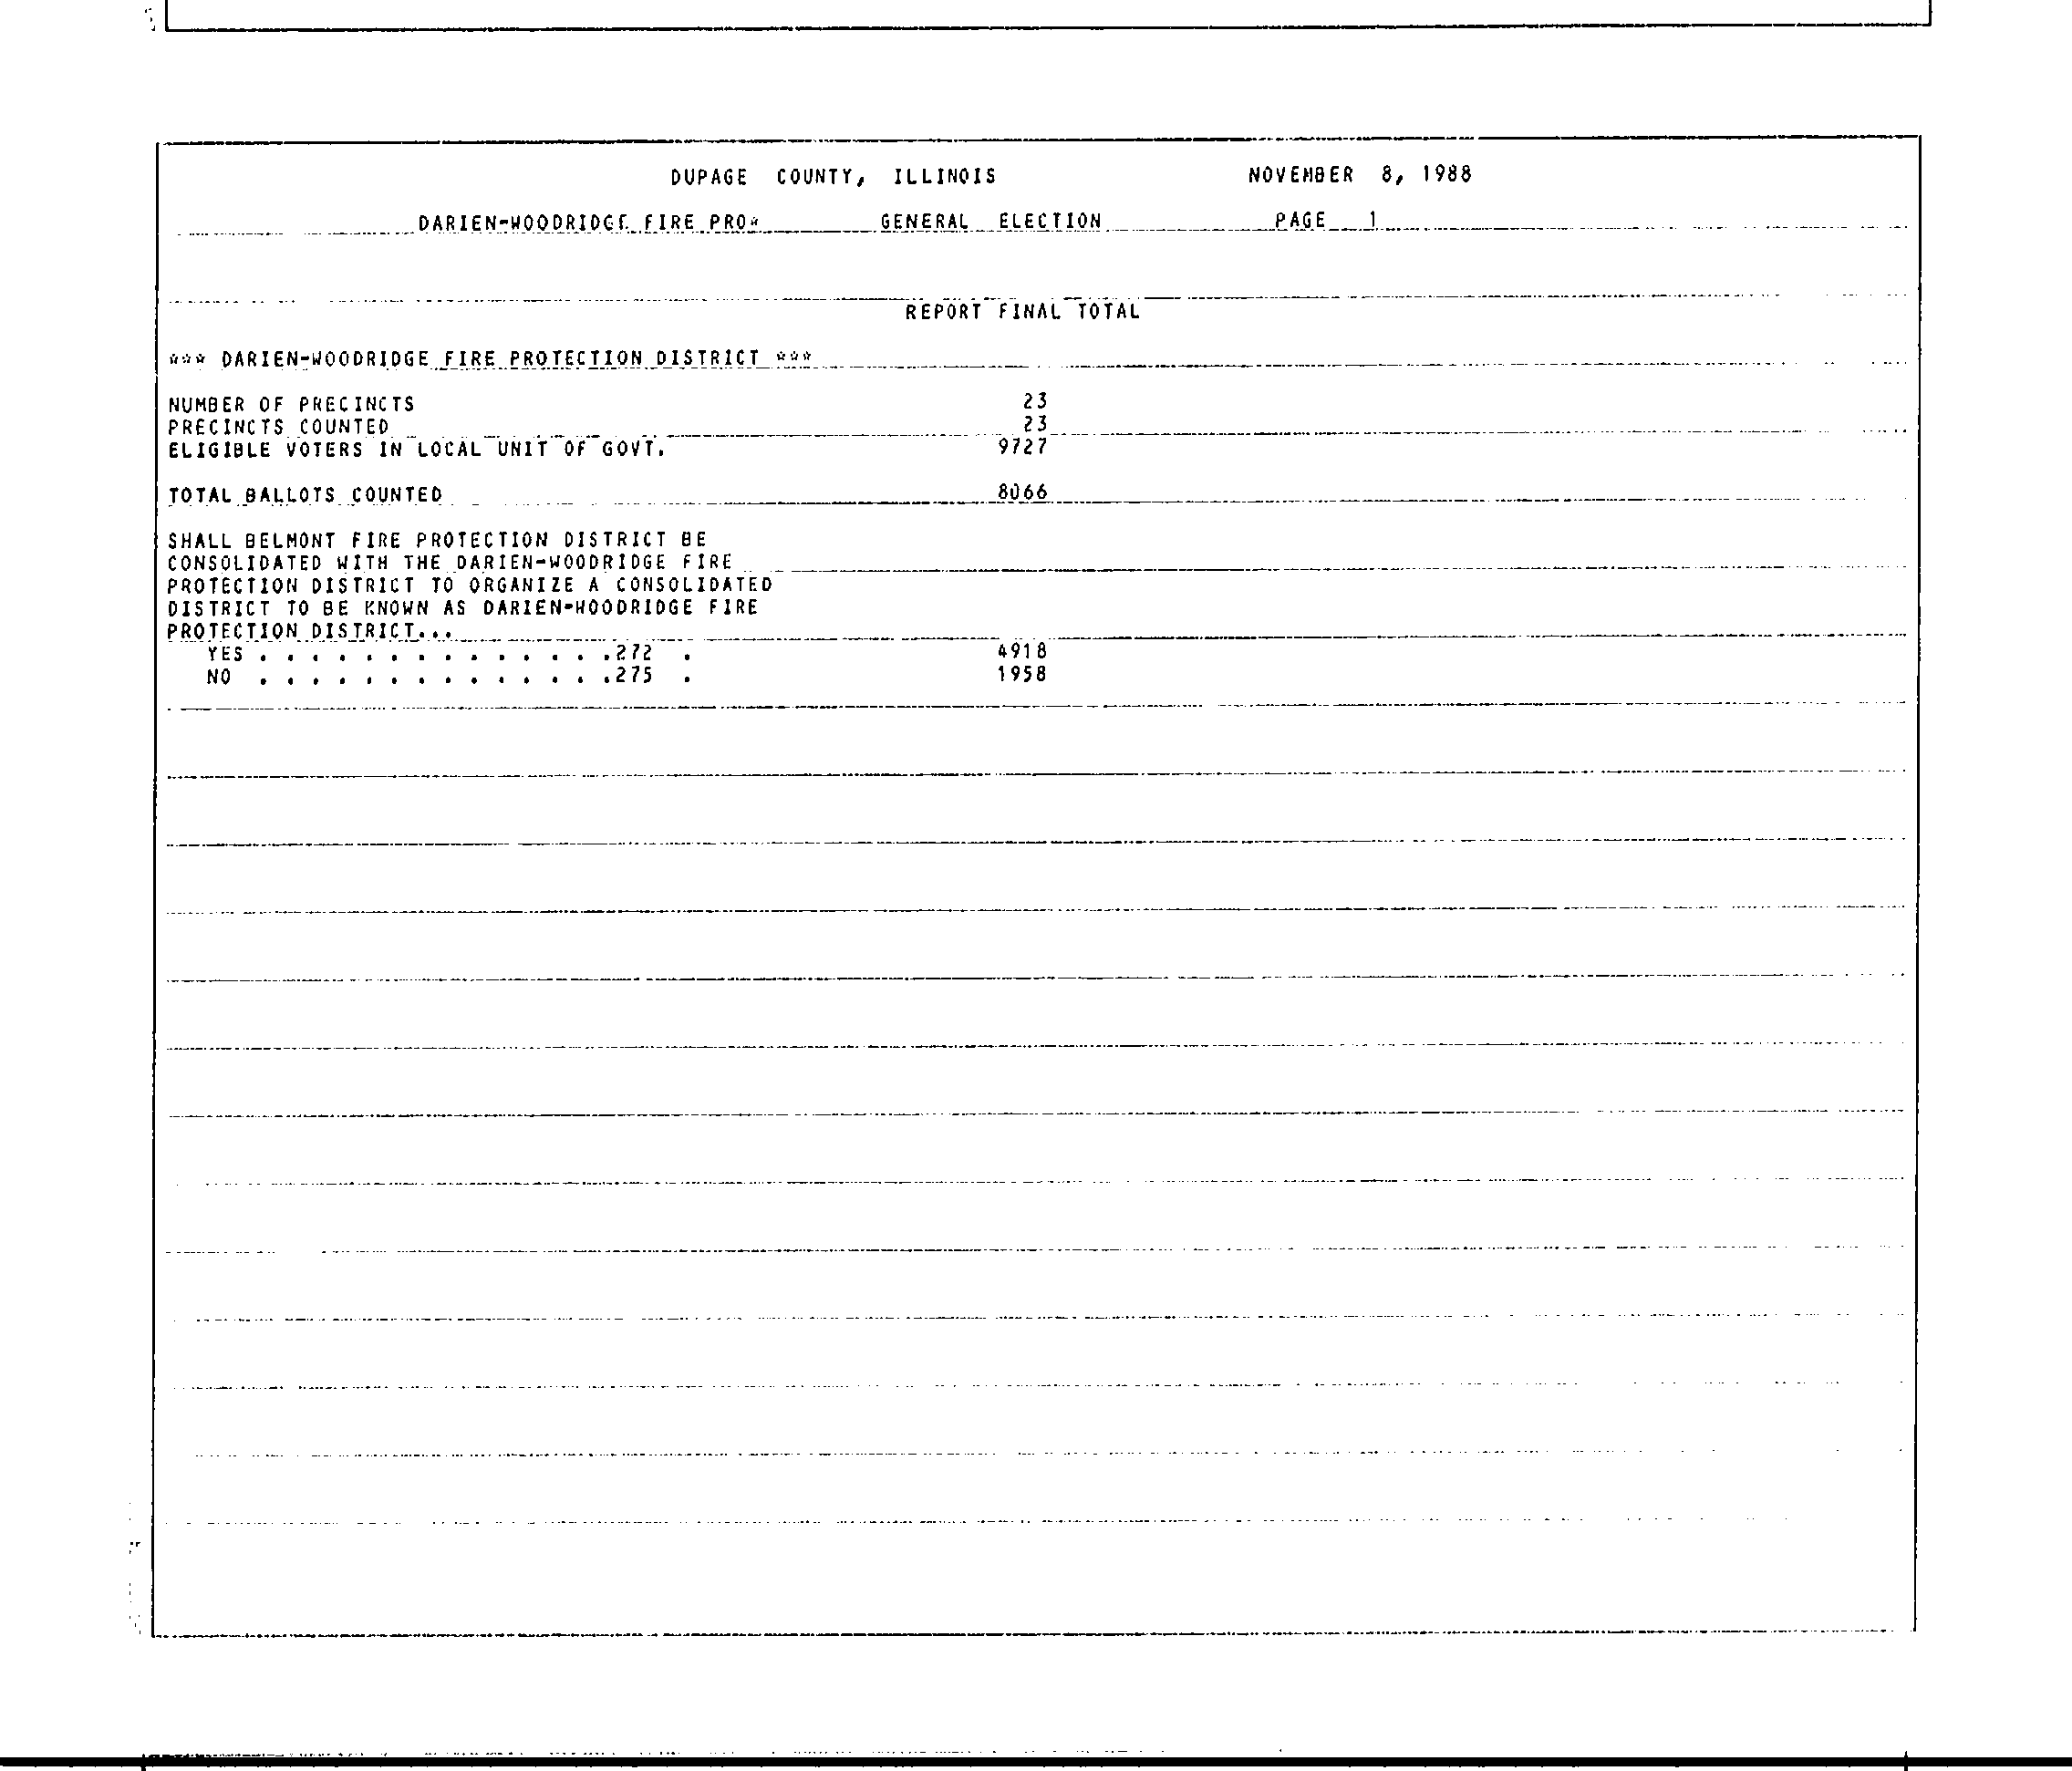 DUPAGE COUNTY, ILLINOIS NOVEMBER 8, 1988
DARIEN-WOODRIDGE FIRE PRO* GENERAL ELECTION PAGE 1
REPORT FINAL TOTAL
*** DARIEN-WOODRIDGE FIRE PROTECTION DISTRICT ***
NUMBER OF PRECINCTS 23
PRECINCTS COUNTED 23
ELIGIBLE VOTERS IN LOCAL UNIT OF GOVT. 9727
TOTAL BALLOTS COUNTED 8066
SHALL BELMONT FIRE PROTECTION DISTRICT BE
CONSOLIDATED WITH THE DARIEN-WOODRIDGE FIRE
PROTECTION DISTRICT TO ORGANIZE A CONSOLIDATED
DISTRICT TO BE KNOWN AS DARIEN-WOODRIDGE FIRE
PROTECTION DISTRICT...
YES . . . . . . . . . . . . . .272 . 4918
NO . . . . . . . . . . . . . .275 . 1958